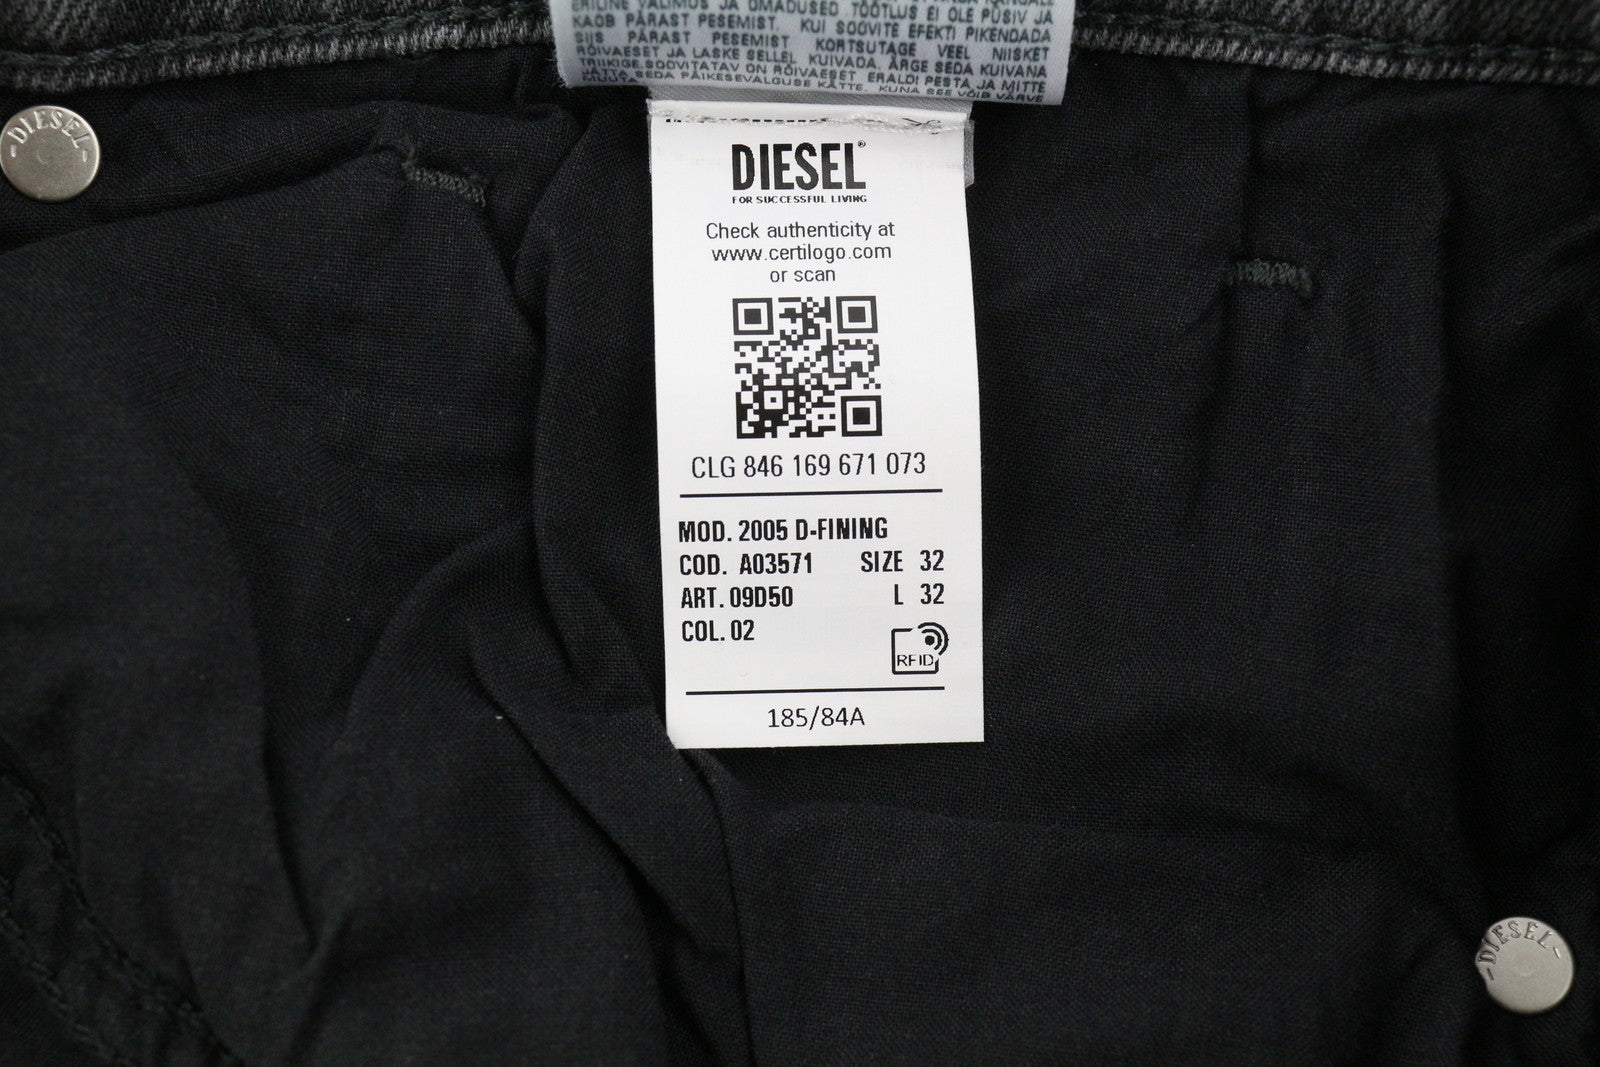 ERILINE VALIMUS JA OMADUSED TÖÖTLUS EI OLE PÜSIV JA
KAOB PÄRAST PESEMIST. KUI SOOVITE EFEKTI PIKENDADA
SIIS PÄRAST PESEMIST KORTSUTAGE VEEL NIISKET
RÕIVAESET JA LASKE SELLEL KUIVADA. ÄRGE SEDA KUIVANA
TRIIKIGE.SOOVITATAV ON RÕIVAESET ERALDI PESTA JA MITTE
JÄTTA SEDA PÄIKESEVALGUSE KÄTTE, KUNA SEE VÕIB VÄRVE
DIESEL®
FOR SUCCESSFUL LIVING
Check authenticity at
www.certilogo.com
or scan
CLG 846 169 671 073
MOD. 2005 D-FINING
COD. A03571 SIZE 32
ART. 09D50 L 32
COL. 02
RFID
185/84A
-DIESEL-
-DIESEL-